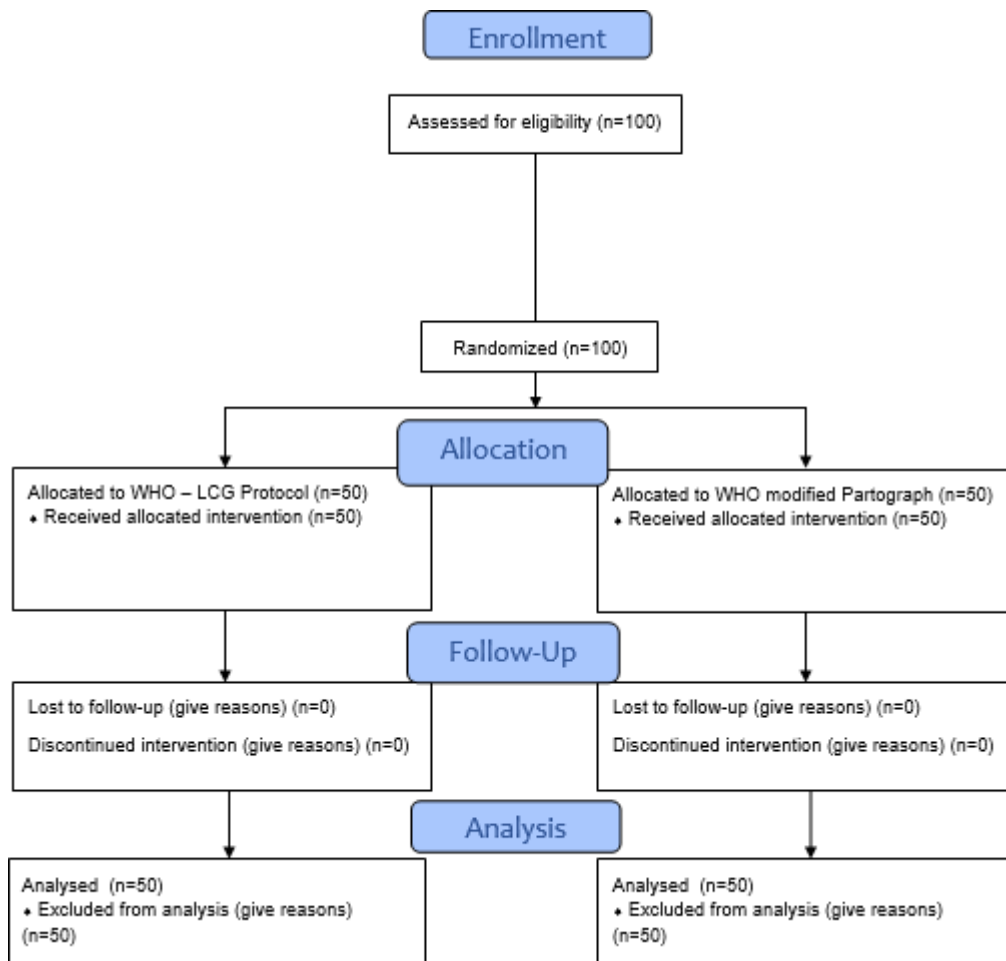 Enrollment
Assessed for eligibility (n=100)
Randomized (n=100)
Allocation
Allocated to WHO – LCG Protocol (n=50)
♦ Received allocated intervention (n=50)
Allocated to WHO modified Partograph (n=50)
♦ Received allocated intervention (n=50)
Follow-Up
Lost to follow-up (give reasons) (n=0)
Discontinued intervention (give reasons) (n=0)
Lost to follow-up (give reasons) (n=0)
Discontinued intervention (give reasons) (n=0)
Analysis
Analysed (n=50)
♦ Excluded from analysis (give reasons)
(n=50)
Analysed (n=50)
♦ Excluded from analysis (give reasons)
(n=50)